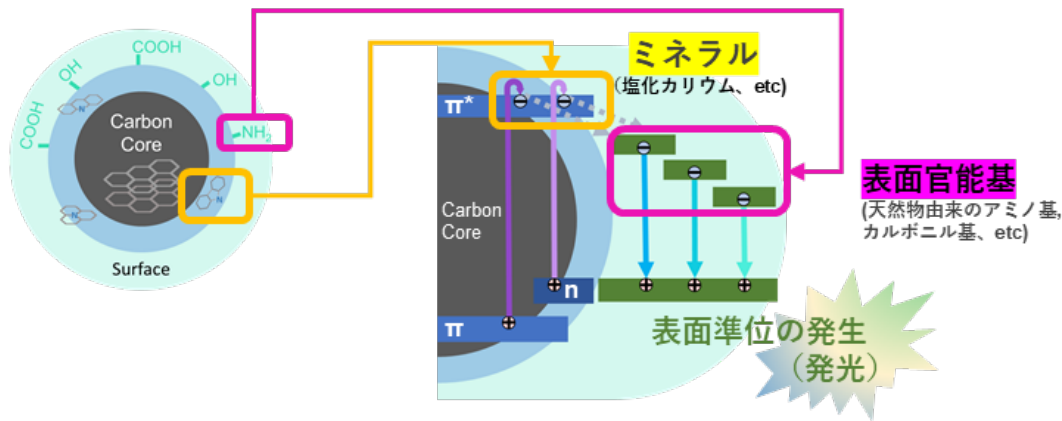 COOH
OH
OH
COOH
N
Carbon
Core
NH₂
N
N
Surface
ミネラル
(塩化カリウム、etc)
π*
Carbon
Core
n
π
表面官能基
(天然物由来のアミノ基,
カルボニル基、etc)
表面準位の発生
(発光)